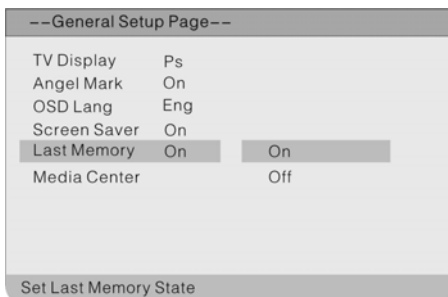 --General Setup Page--
TV Display Ps
Angel Mark On
OSD Lang Eng
Screen Saver On
Last Memory On On
Media Center Off
Set Last Memory State